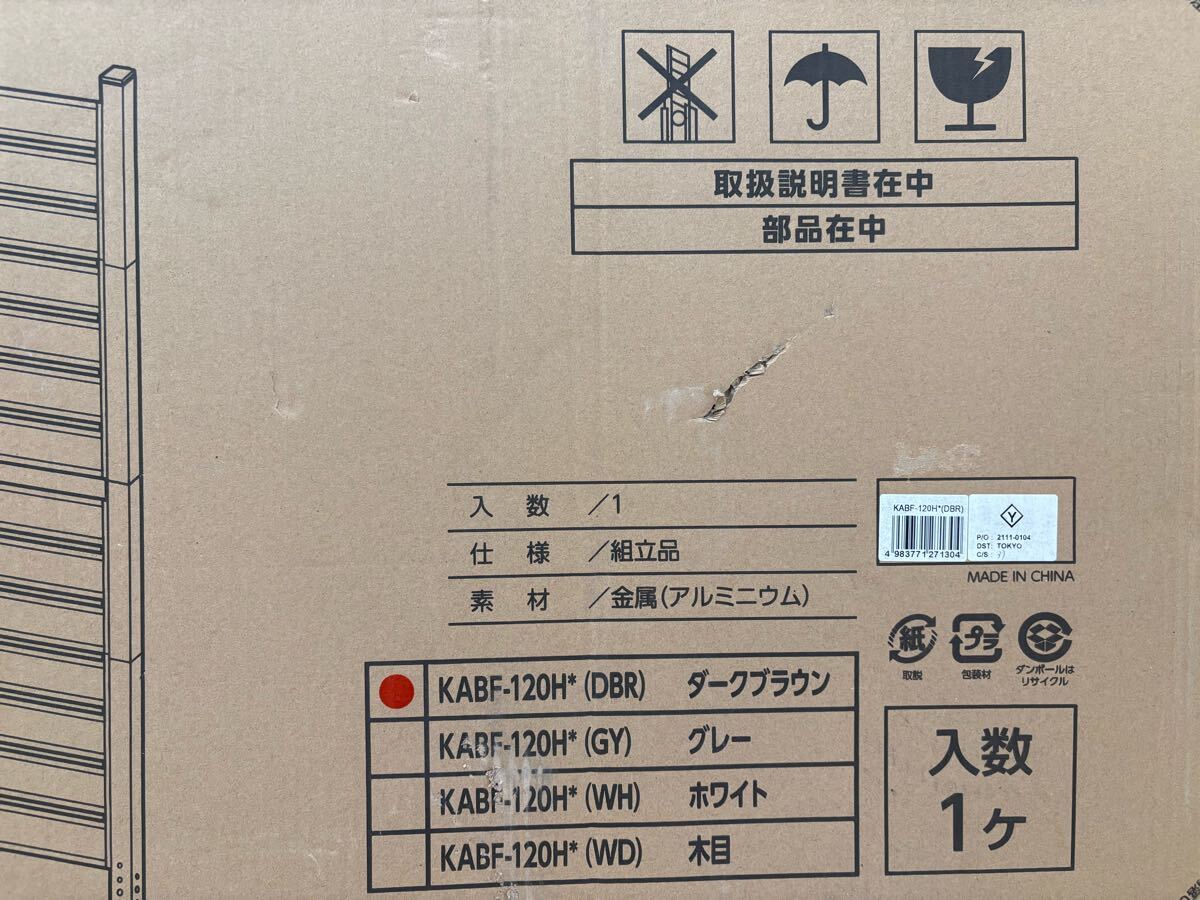 取扱説明書在中
部品在中
入数 /1
仕様 /組立品
素材 /金属(アルミニウム)
KABF-120H*(DBR)
4 983771 271304
Y
P/O : 2111-0104
DST: TOKYO
C/S :
MADE IN CHINA
紙
取説
プラ
包装材
ダンボールは
リサイクル
KABF-120H* (DBR) ダークブラウン
KABF-120H* (GY) グレー
KABF-120H* (WH) ホワイト
KABF-120H* (WD) 木目
入数
1ケ